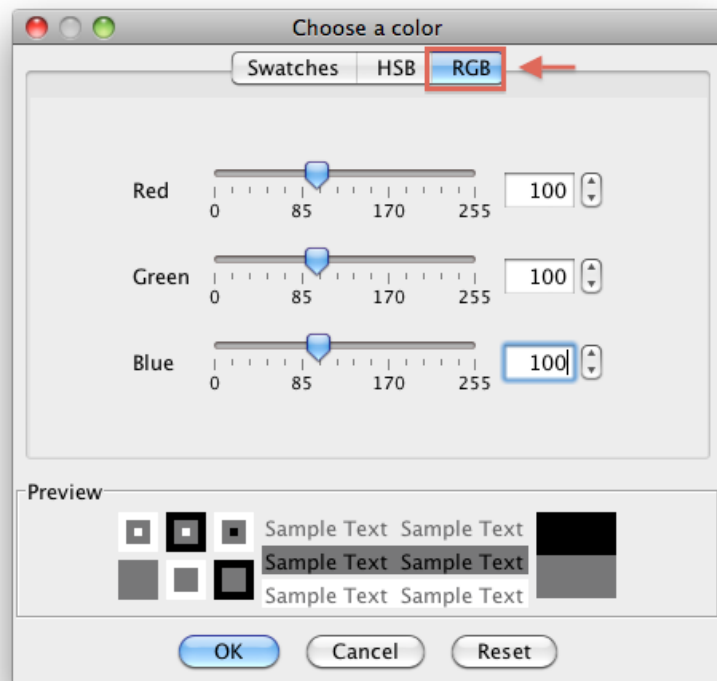 Choose a color
Swatches HSB RGB
Red 100
0 85 170 255
Green 100
0 85 170 255
Blue 100
0 85 170 255
Preview
Sample Text Sample Text
Sample Text Sample Text
Sample Text Sample Text
OK Cancel Reset